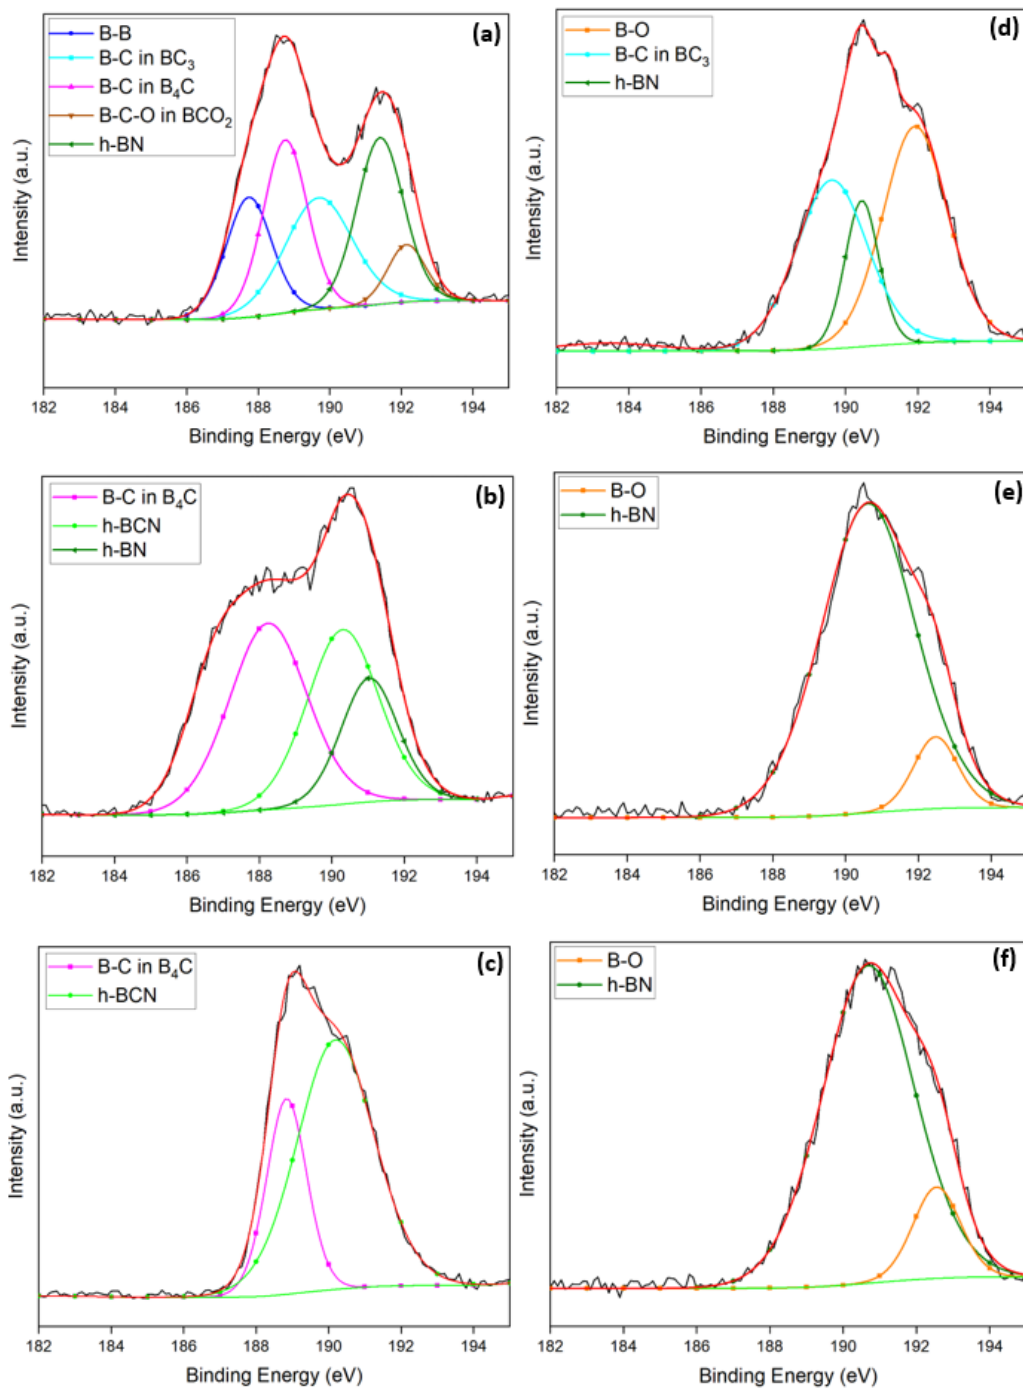 (a)
B-B
B-C in BC₃
B-C in B₄C
B-C-O in BCO₂
h-BN
Intensity (a.u.)
182 184 186 188 190 192 194
Binding Energy (eV)
(d)
B-O
B-C in BC₃
h-BN
Intensity (a.u.)
182 184 186 188 190 192 194
Binding Energy (eV)
(b)
B-C in B₄C
h-BCN
h-BN
Intensity (a.u.)
182 184 186 188 190 192 194
Binding Energy (eV)
(e)
B-O
h-BN
Intensity (a.u.)
182 184 186 188 190 192 194
Binding Energy (eV)
(c)
B-C in B₄C
h-BCN
Intensity (a.u.)
182 184 186 188 190 192 194
Binding Energy (eV)
(f)
B-O
h-BN
Intensity (a.u.)
182 184 186 188 190 192 194
Binding Energy (eV)